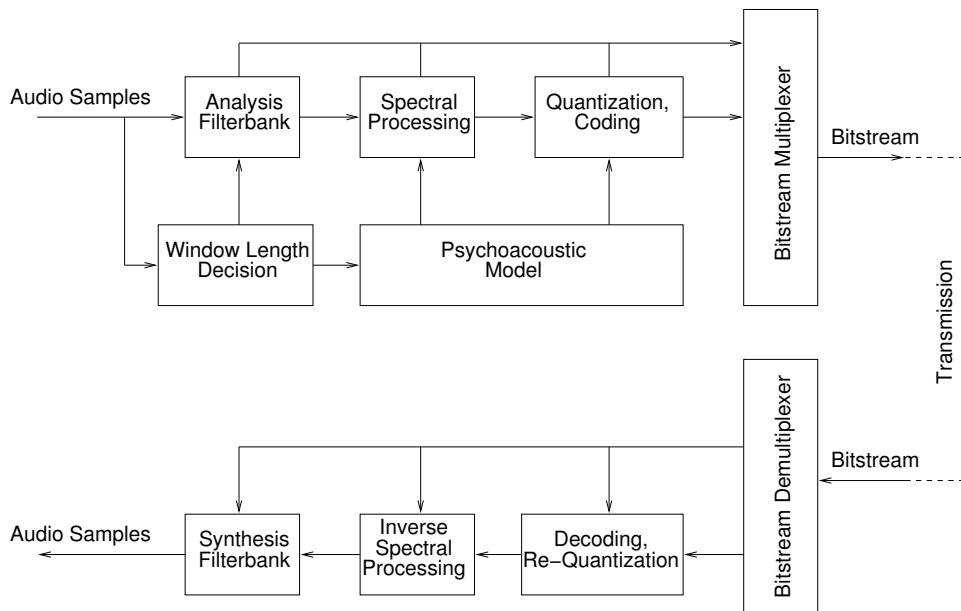 Audio Samples
Analysis
Filterbank
Spectral
Processing
Quantization,
Coding
Bitstream Multiplexer
Bitstream
Window Length
Decision
Psychoacoustic
Model
Transmission
Bitstream Demultiplexer
Bitstream
Audio Samples
Synthesis
Filterbank
Inverse
Spectral
Processing
Decoding,
Re−Quantization